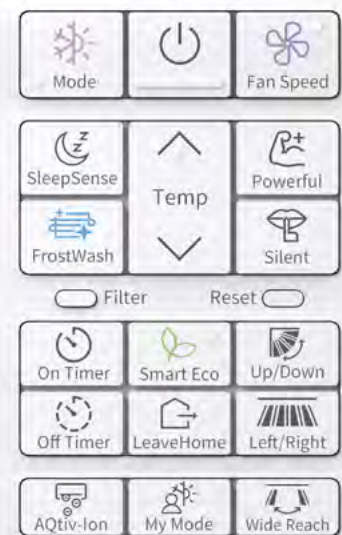 Mode
Fan Speed
SleepSense
Temp
Powerful
FrostWash
Silent
Filter
Reset
On Timer
Smart Eco
Up/Down
Off Timer
LeaveHome
Left/Right
AQtiv-Ion
My Mode
Wide Reach